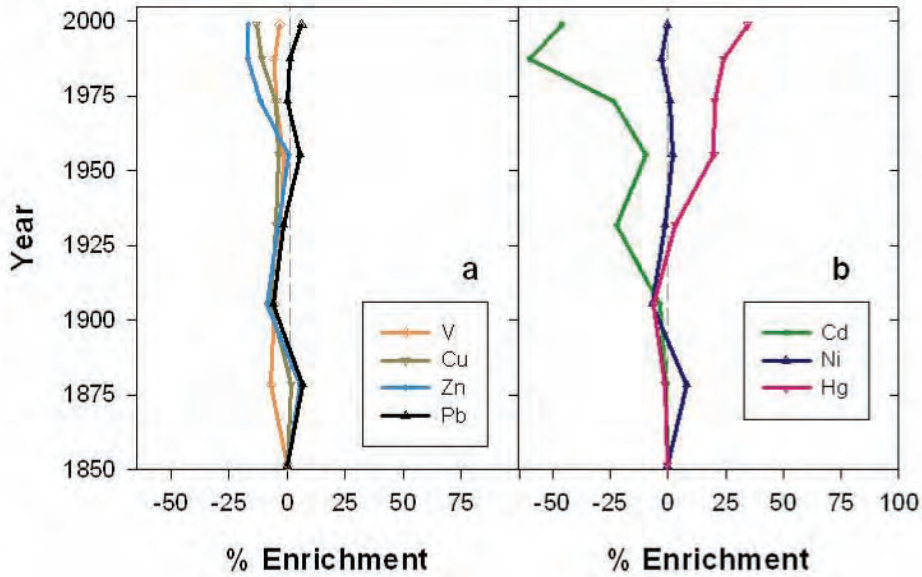 2000
1975
1950
1925
1900
1875
1850
Year
a
V
Cu
Zn
Pb
-50 -25 0 25 50 75
% Enrichment
b
Cd
Ni
Hg
-50 -25 0 25 50 75 100
% Enrichment